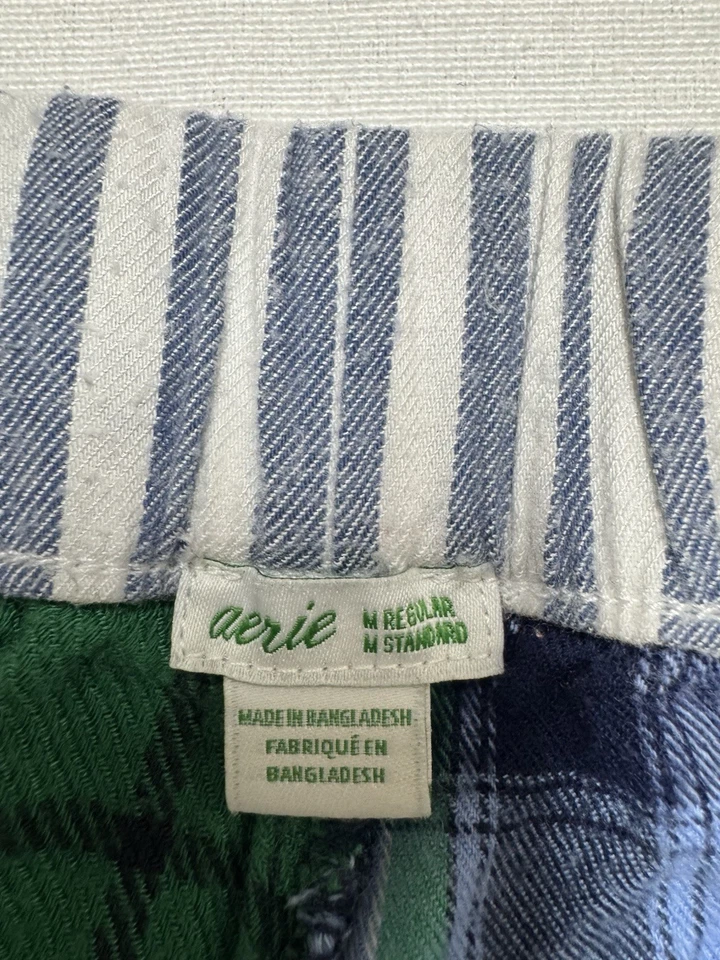 aerie
M REGULAR
M STANDARD
MADE IN BANGLADESH
FABRIQUÉ EN
BANGLADESH